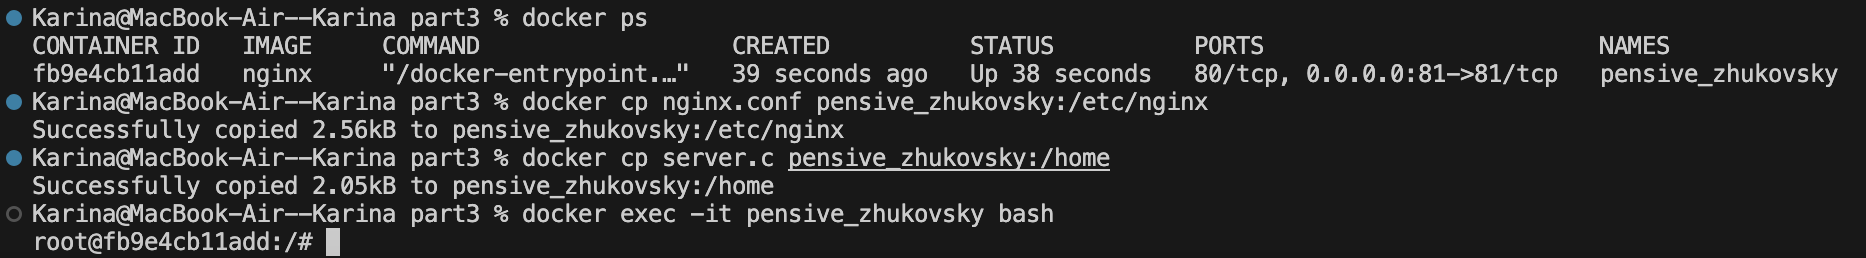 Karina@MacBook-Air--Karina part3 % docker ps
CONTAINER ID   IMAGE     COMMAND                  CREATED          STATUS          PORTS                        NAMES
fb9e4cb11add   nginx     "/docker-entrypoint.…"   39 seconds ago   Up 38 seconds   80/tcp, 0.0.0.0:81->81/tcp   pensive_zhukovsky
Karina@MacBook-Air--Karina part3 % docker cp nginx.conf pensive_zhukovsky:/etc/nginx
Successfully copied 2.56kB to pensive_zhukovsky:/etc/nginx
Karina@MacBook-Air--Karina part3 % docker cp server.c pensive_zhukovsky:/home
Successfully copied 2.05kB to pensive_zhukovsky:/home
Karina@MacBook-Air--Karina part3 % docker exec -it pensive_zhukovsky bash
root@fb9e4cb11add:/#